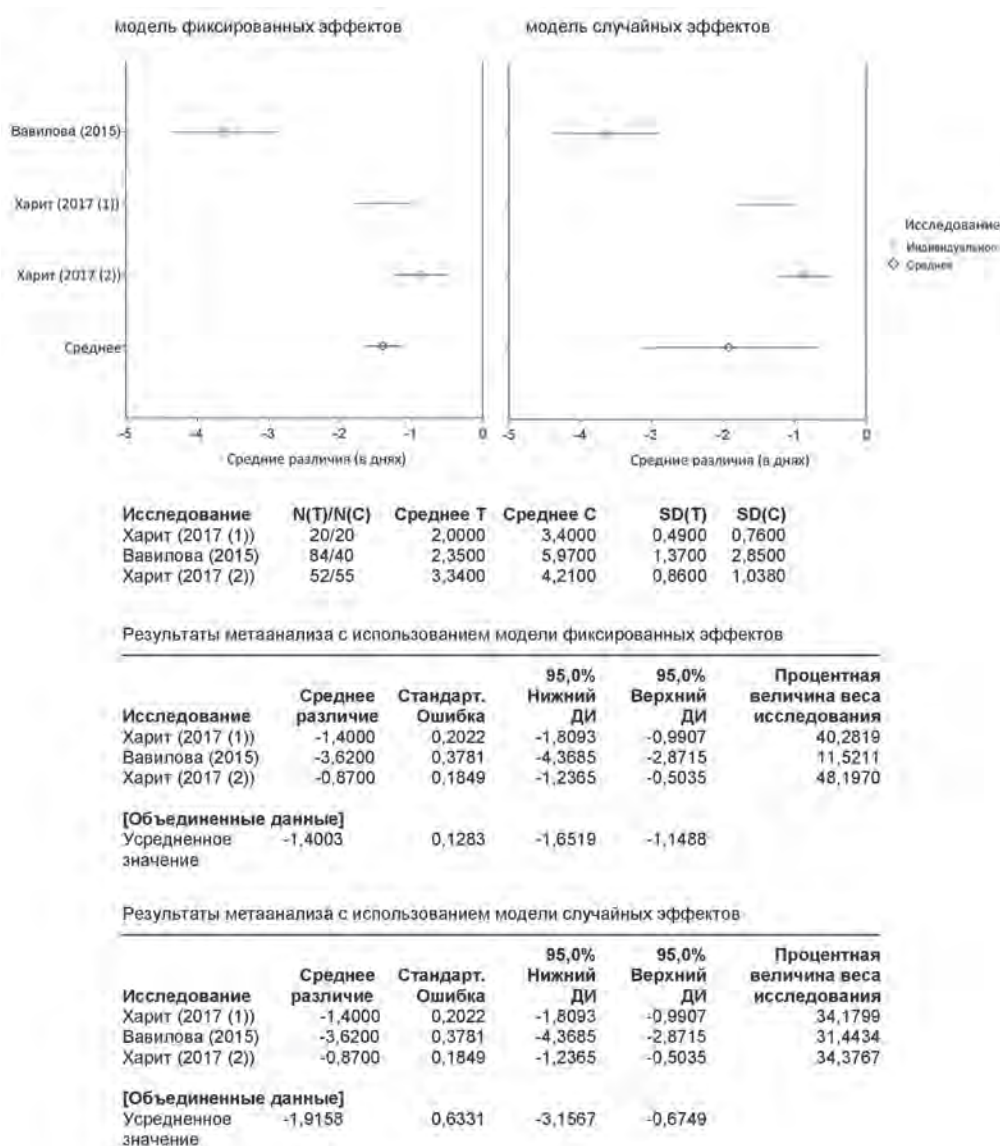 модель фиксированных эффектов
модель случайных эффектов
Вавилова (2015)
Харит (2017 (1))
Харит (2017 (2))
Среднее
-5 -4 -3 -2 -1 0
-5 -4 -3 -2 -1 0
Средние различия (в днях)
Средние различия (в днях)
Исследование
Индивидуальное
Среднее
Исследование N(T)/N(C) Среднее T Среднее C SD(T) SD(C)
Харит (2017 (1)) 20/20 2,0000 3,4000 0,4900 0,7600
Вавилова (2015) 84/40 2,3500 5,9700 1,3700 2,8500
Харит (2017 (2)) 52/55 3,3400 4,2100 0,8600 1,0380
Результаты метаанализа с использованием модели фиксированных эффектов
95,0% 95,0% Процентная
Среднее Стандарт. Нижний Верхний величина веса
Исследование различие Ошибка ДИ ДИ исследования
Харит (2017 (1)) -1,4000 0,2022 -1,8093 -0,9907 40,2819
Вавилова (2015) -3,6200 0,3781 -4,3685 -2,8715 11,5211
Харит (2017 (2)) -0,8700 0,1849 -1,2365 -0,5035 48,1970
[Объединенные данные]
Усредненное -1,4003 0,1283 -1,6519 -1,1488
значение
Результаты метаанализа с использованием модели случайных эффектов
95,0% 95,0% Процентная
Среднее Стандарт. Нижний Верхний величина веса
Исследование различие Ошибка ДИ ДИ исследования
Харит (2017 (1)) -1,4000 0,2022 -1,8093 -0,9907 34,1799
Вавилова (2015) -3,6200 0,3781 -4,3685 -2,8715 31,4434
Харит (2017 (2)) -0,8700 0,1849 -1,2365 -0,5035 34,3767
[Объединенные данные]
Усредненное -1,9158 0,6331 -3,1567 -0,6749
значение